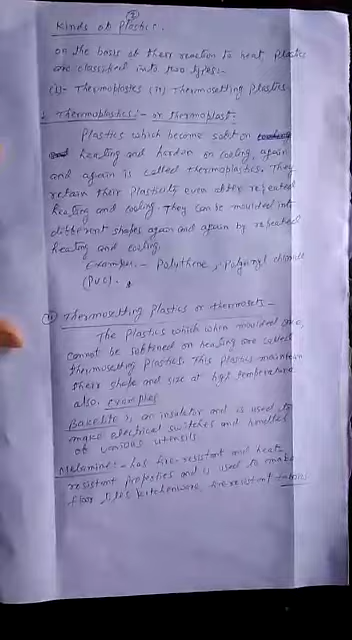 (2)
Kinds of Plastics.
On the basis of their reaction to heat, Plastics
are classified into two types:-
(i)- Thermoplastics (ii) Thermosetting Plastics
Thermoplastics:- or thermoplast:-
Plastics which become soft on
heating and harden on cooling, again
and again is called thermoplastics. They
retain their Plasticity even after repeated
heating and cooling. They can be moulded into
different shapes again and again by repeated
heating and cooling.
Examples - Polythene, Polyvinyl chloride
(PVC).
(ii) Thermosetting Plastics or thermosets -
The Plastics which when moulded once,
cannot be softened on heating are called
thermosetting Plastics. This Plastics maintain
their shape and size at high temperature
also. examples
Bakelite, an insulator and is used to
make electrical switches and handles
of various utensils
Melamine:- has fire-resistant and heat
resistant properties and is used to make
floor tiles kitchenware, fire resistant fabric